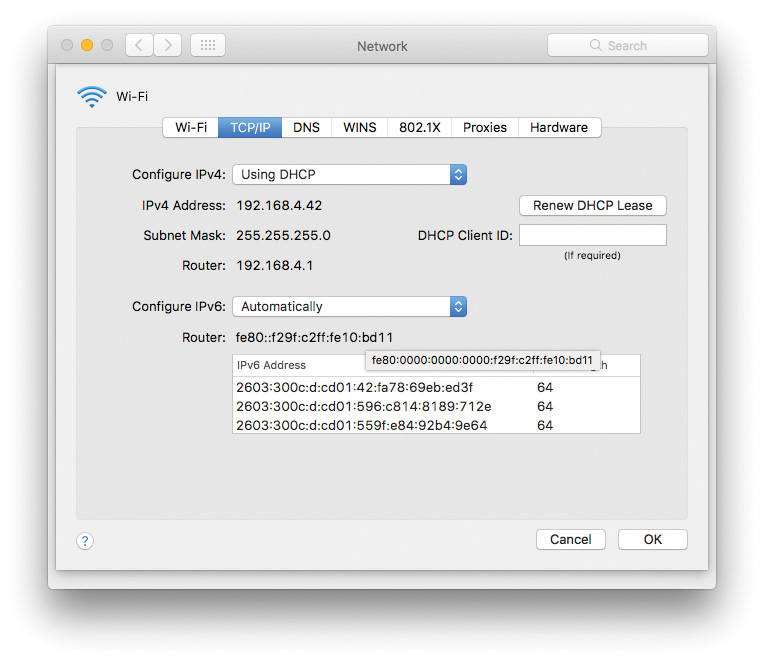 Network
Search
Wi-Fi
Wi-Fi TCP/IP DNS WINS 802.1X Proxies Hardware
Configure IPv4: Using DHCP
IPv4 Address: 192.168.4.42 Renew DHCP Lease
Subnet Mask: 255.255.255.0 DHCP Client ID:
(If required)
Router: 192.168.4.1
Configure IPv6: Automatically
Router: fe80::f29f:c2ff:fe10:bd11
fe80:0000:0000:0000:f29f:c2ff:fe10:bd11
IPv6 Address
2603:300c:d:cd01:42:fa78:69eb:ed3f 64
2603:300c:d:cd01:596:c814:8189:712e 64
2603:300c:d:cd01:559f:e84:92b4:9e64 64
? Cancel OK